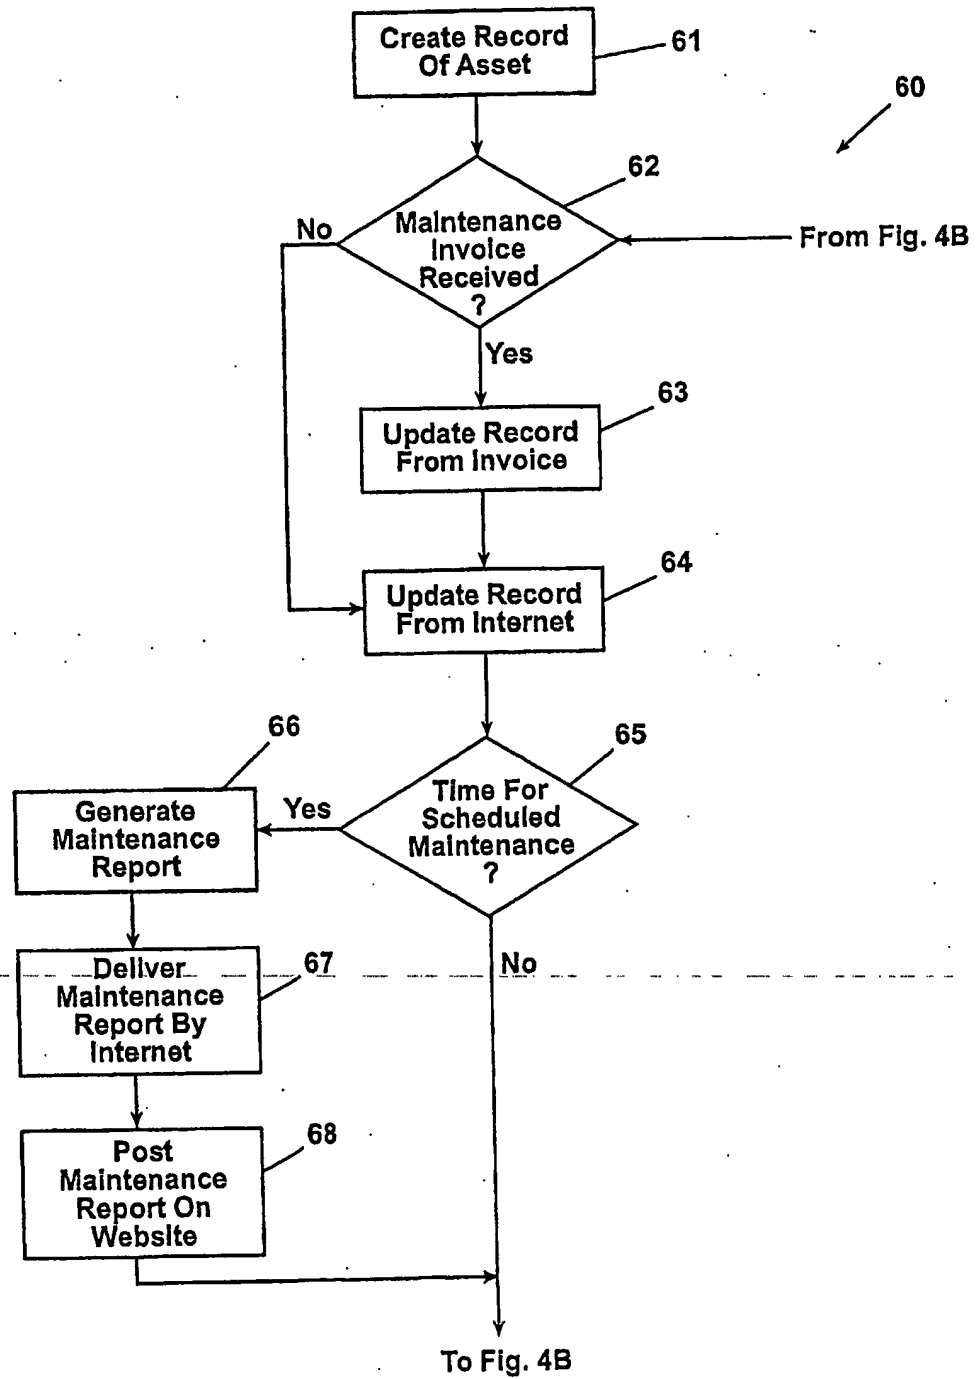 Create Record
Of Asset
61
60
62
No
Maintenance
Invoice
Received
?
From Fig. 4B
Yes
63
Update Record
From Invoice
64
Update Record
From Internet
66
65
Generate
Maintenance
Report
Yes
Time For
Scheduled
Maintenance
?
67
No
Deliver
Maintenance
Report By
Internet
68
Post
Maintenance
Report On
Website
To Fig. 4B